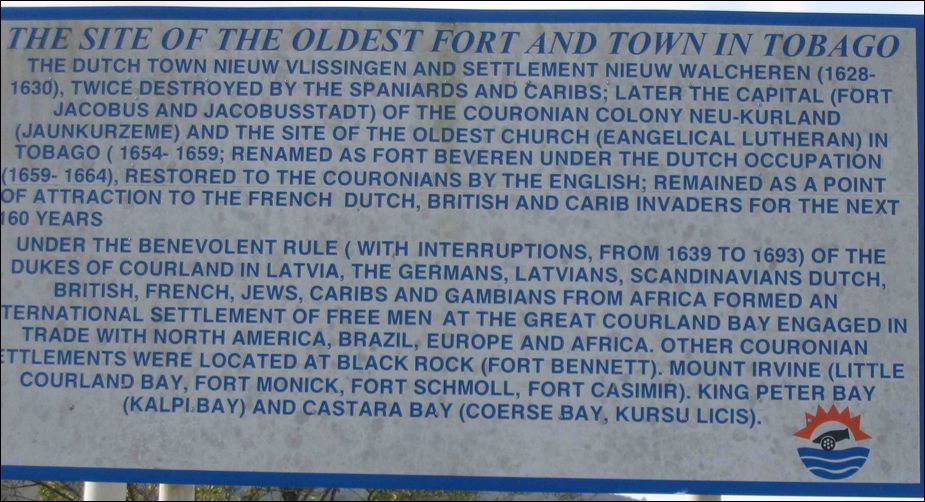 THE SITE OF THE OLDEST FORT AND TOWN IN TOBAGO
THE DUTCH TOWN NIEUW VLISSINGEN AND SETTLEMENT NIEUW WALCHEREN (1628-
1630), TWICE DESTROYED BY THE SPANIARDS AND CARIBS; LATER THE CAPITAL (FORT
JACOBUS AND JACOBUSSTADT) OF THE COURONIAN COLONY NEU-KURLAND
(JAUNKURZEME) AND THE SITE OF THE OLDEST CHURCH (EANGELICAL LUTHERAN) IN
TOBAGO ( 1654- 1659; RENAMED AS FORT BEVEREN UNDER THE DUTCH OCCUPATION
(1659- 1664), RESTORED TO THE COURONIANS BY THE ENGLISH; REMAINED AS A POINT
OF ATTRACTION TO THE FRENCH DUTCH, BRITISH AND CARIB INVADERS FOR THE NEXT
160 YEARS
UNDER THE BENEVOLENT RULE ( WITH INTERRUPTIONS, FROM 1639 TO 1693) OF THE
DUKES OF COURLAND IN LATVIA, THE GERMANS, LATVIANS, SCANDINAVIANS DUTCH,
BRITISH, FRENCH, JEWS, CARIBS AND GAMBIANS FROM AFRICA FORMED AN
TERNATIONAL SETTLEMENT OF FREE MEN AT THE GREAT COURLAND BAY ENGAGED IN
TRADE WITH NORTH AMERICA, BRAZIL, EUROPE AND AFRICA. OTHER COURONIAN
ETTLEMENTS WERE LOCATED AT BLACK ROCK (FORT BENNETT). MOUNT IRVINE (LITTLE
COURLAND BAY, FORT MONICK, FORT SCHMOLL, FORT CASIMIR). KING PETER BAY
(KALPI BAY) AND CASTARA BAY (COERSE BAY, KURSU LICIS).